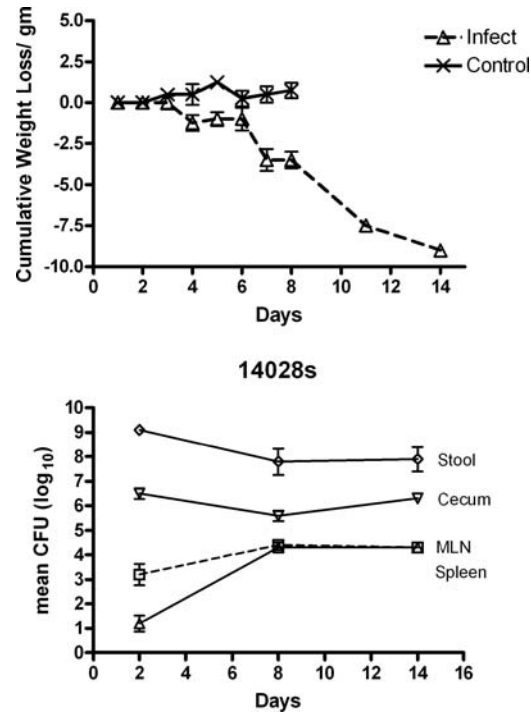 Cumulative Weight Loss/ gm
5.0
2.5
0.0
-2.5
-5.0
-7.5
-10.0
0 2 4 6 8 10 12 14
Days
Infect
Control
14028s
mean CFU (log10)
10
9
8
7
6
5
4
3
2
1
0
0 2 4 6 8 10 12 14 16
Days
Stool
Cecum
MLN
Spleen